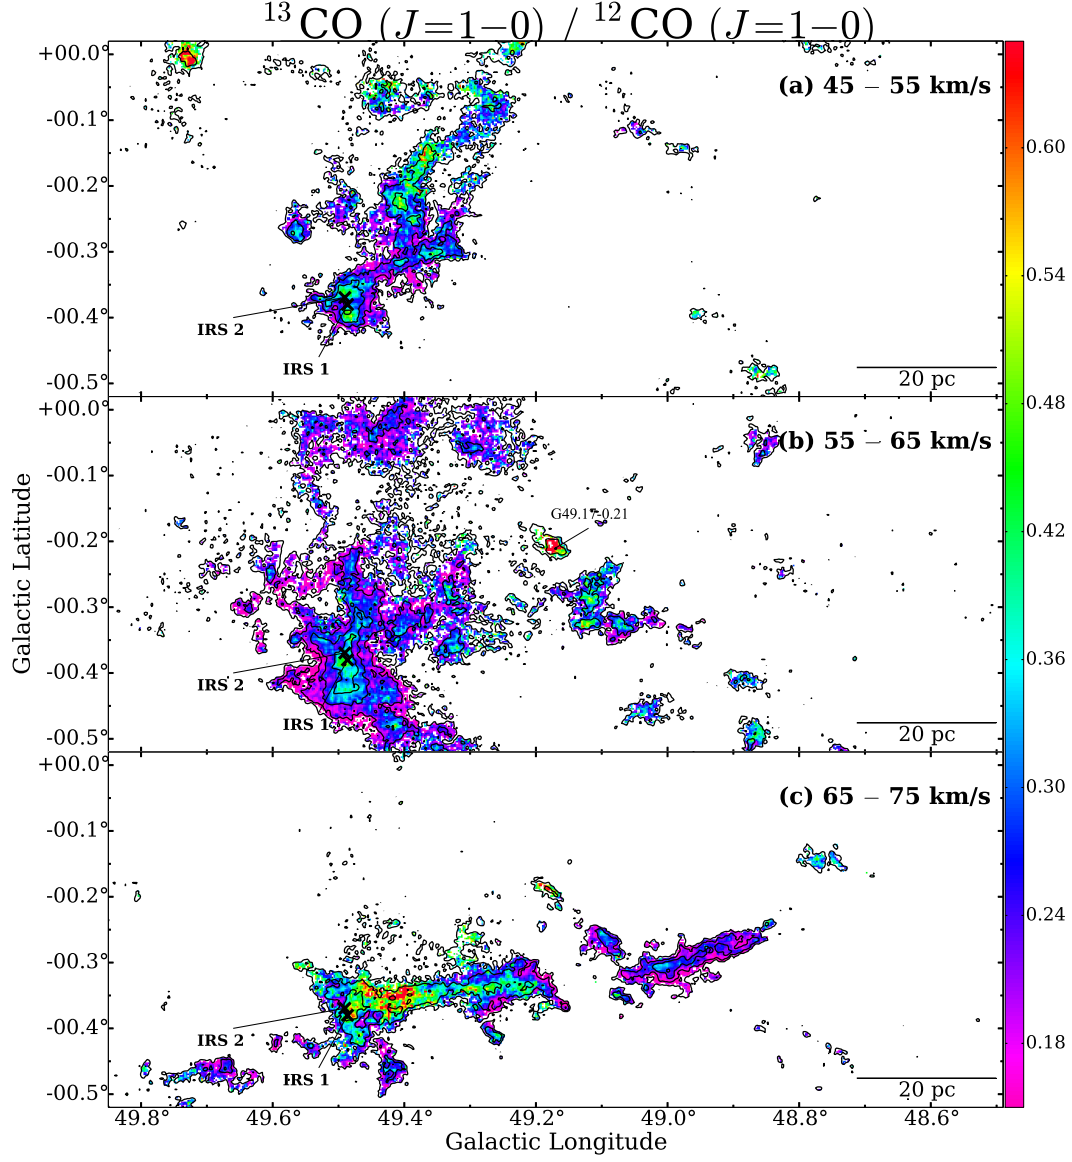 13CO (J=1−0) / 12CO (J=1−0)
+00.0°
-00.1°
-00.2°
-00.3°
-00.4°
-00.5°
(a) 45 – 55 km/s
IRS 2
IRS 1
20 pc
+00.0°
-00.1°
-00.2°
-00.3°
-00.4°
-00.5°
(b) 55 – 65 km/s
G49.17-0.21
IRS 2
IRS 1
20 pc
+00.0°
-00.1°
-00.2°
-00.3°
-00.4°
-00.5°
(c) 65 – 75 km/s
IRS 2
IRS 1
20 pc
49.8° 49.6° 49.4° 49.2° 49.0° 48.8° 48.6°
Galactic Longitude
Galactic Latitude
0.60
0.54
0.48
0.42
0.36
0.30
0.24
0.18